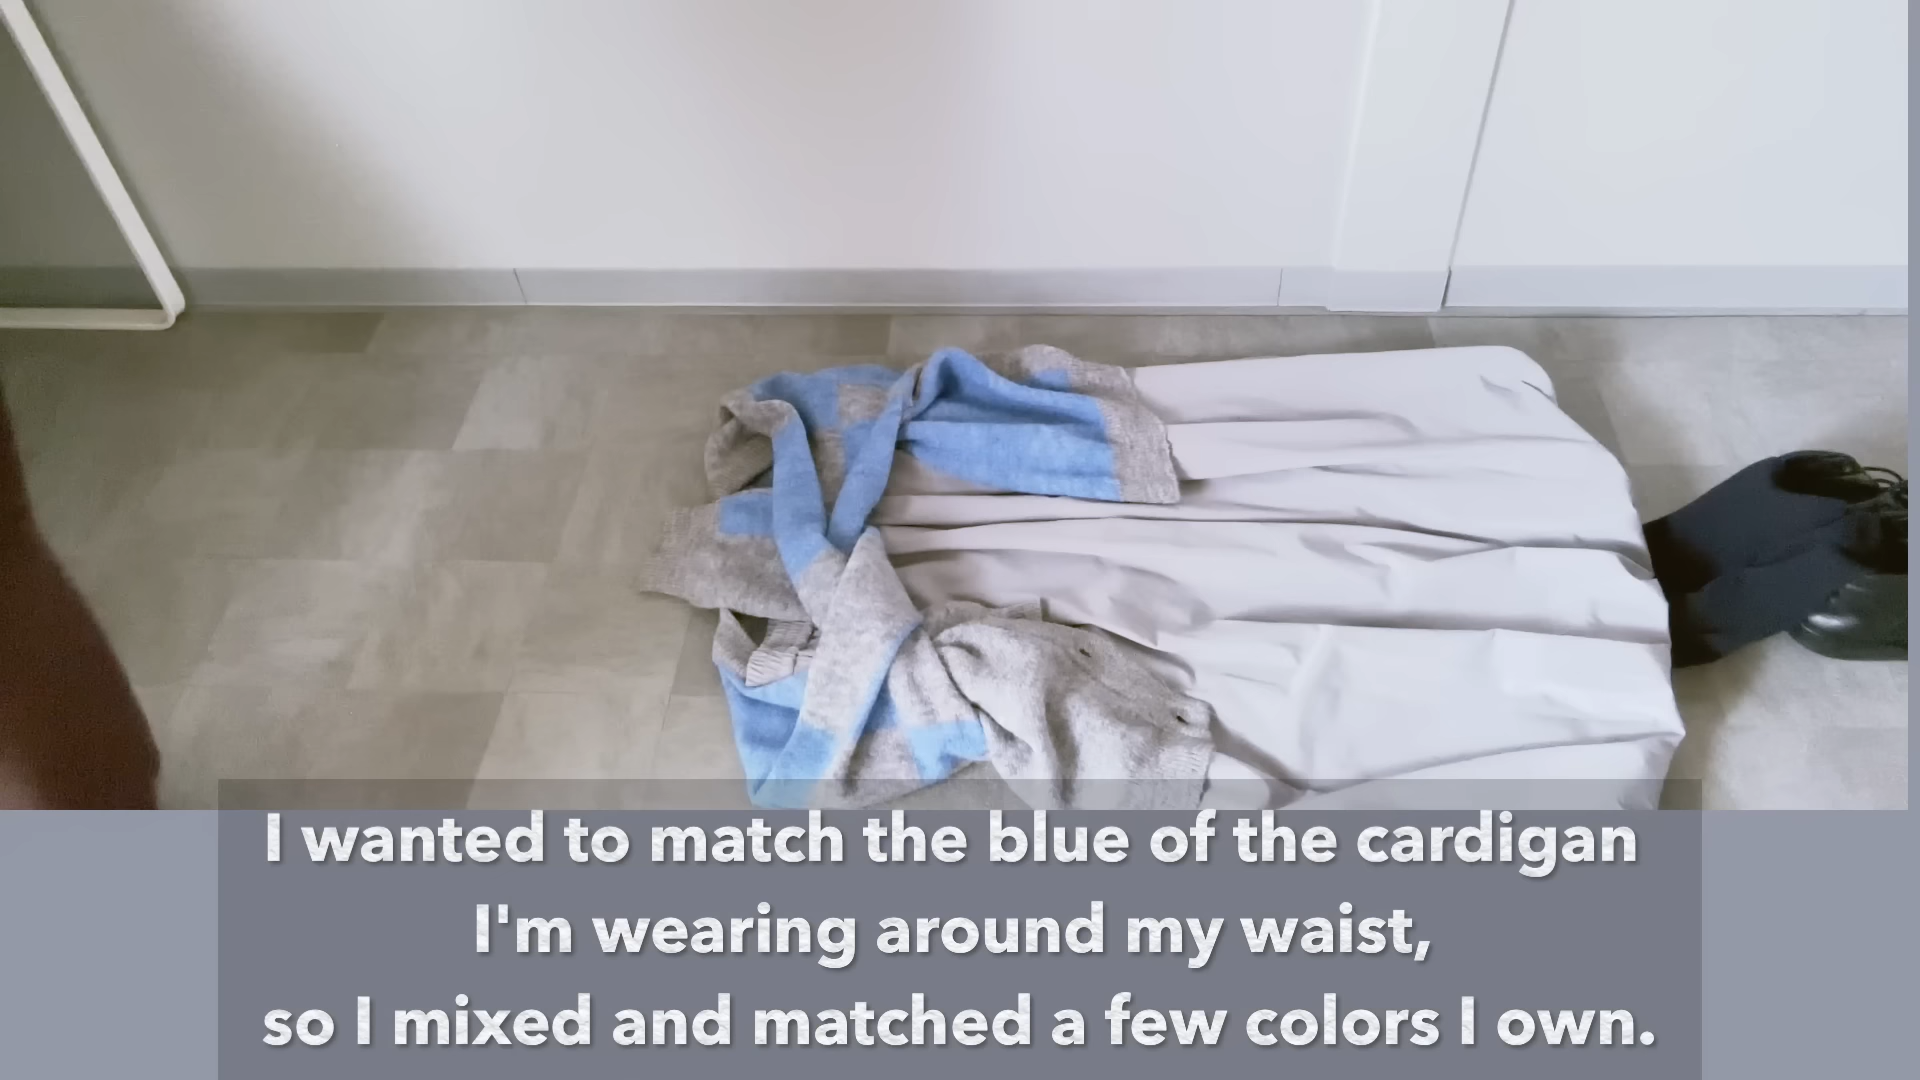 I wanted to match the blue of the cardigan
I'm wearing around my waist,
so I mixed and matched a few colors I own.